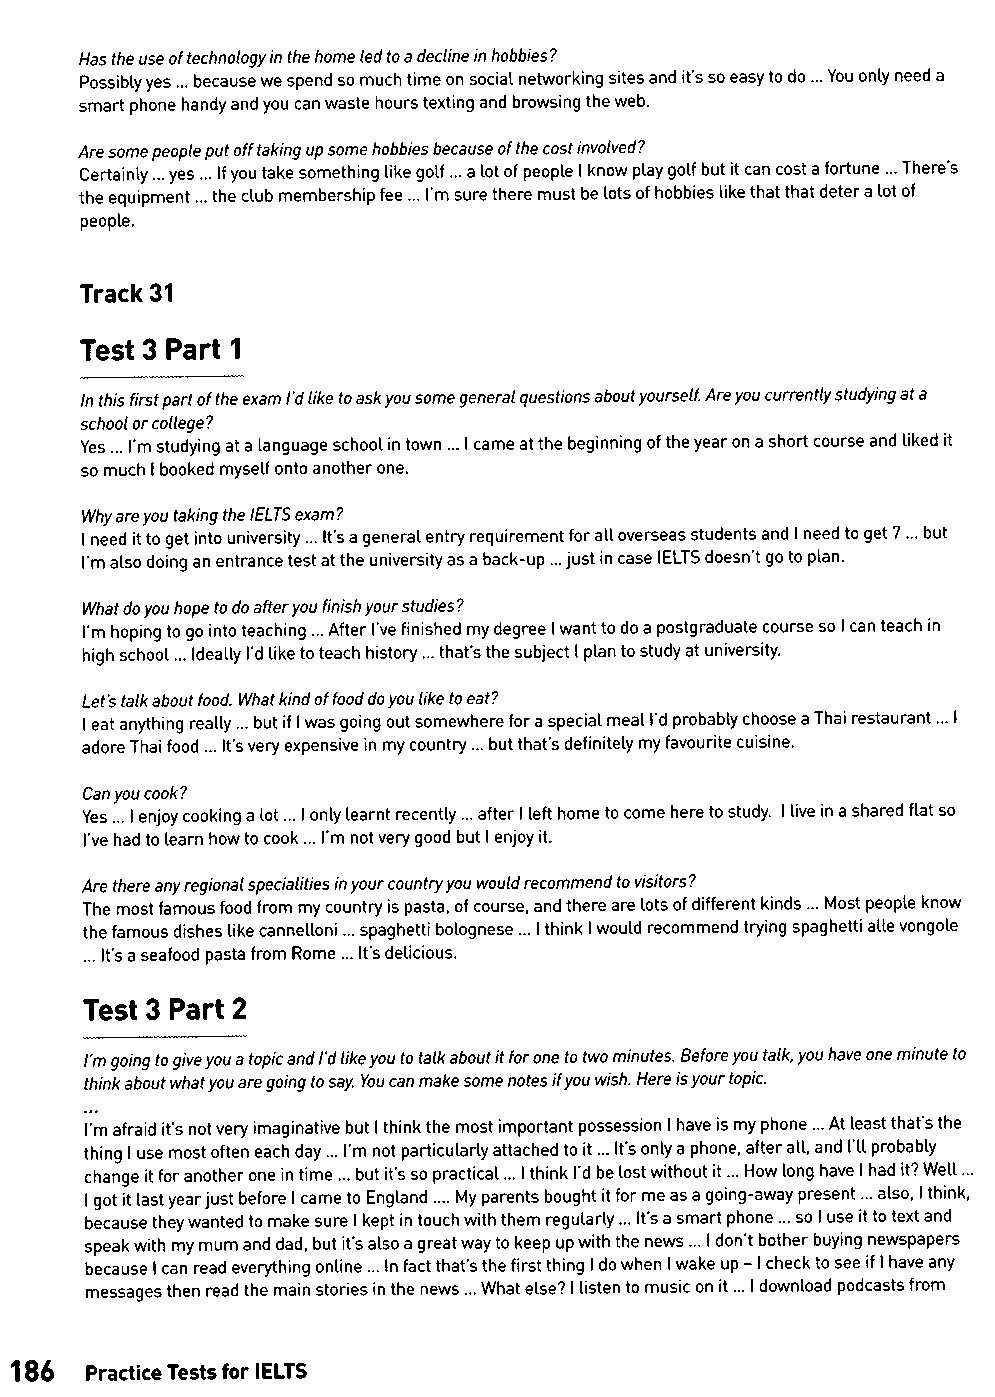 Has the use of technology in the home led to a decline in hobbies?
Possibly yes ... because we spend so much time on social networking sites and it's so easy to do ... You only need a
smart phone handy and you can waste hours texting and browsing the web.
Are some people put off taking up some hobbies because of the cost involved?
Certainly ... yes ... If you take something like golf ... a lot of people I know play golf but it can cost a fortune ... There's
the equipment ... the club membership fee ... I'm sure there must be lots of hobbies like that that deter a lot of
people.
Track 31
Test 3 Part 1
In this first part of the exam I'd like to ask you some general questions about yourself. Are you currently studying at a
school or college?
Yes ... I'm studying at a language school in town ... I came at the beginning of the year on a short course and liked it
so much I booked myself onto another one.
Why are you taking the IELTS exam?
I need it to get into university ... It's a general entry requirement for all overseas students and I need to get 7 ... but
I'm also doing an entrance test at the university as a back-up ... just in case IELTS doesn't go to plan.
What do you hope to do after you finish your studies?
I'm hoping to go into teaching ... After I've finished my degree I want to do a postgraduate course so I can teach in
high school ... Ideally I'd like to teach history ... that's the subject I plan to study at university.
Let's talk about food. What kind of food do you like to eat?
I eat anything really ... but if I was going out somewhere for a special meal I'd probably choose a Thai restaurant ... I
adore Thai food ... It's very expensive in my country ... but that's definitely my favourite cuisine.
Can you cook?
Yes ... I enjoy cooking a lot ... I only learnt recently ... after I left home to come here to study. I live in a shared flat so
I've had to learn how to cook ... I'm not very good but I enjoy it.
Are there any regional specialities in your country you would recommend to visitors?
The most famous food from my country is pasta, of course, and there are lots of different kinds ... Most people know
the famous dishes like cannelloni ... spaghetti bolognese ... I think I would recommend trying spaghetti alle vongole
... It's a seafood pasta from Rome ... It's delicious.
Test 3 Part 2
I'm going to give you a topic and I'd like you to talk about it for one to two minutes. Before you talk, you have one minute to
think about what you are going to say. You can make some notes if you wish. Here is your topic.
...
I'm afraid it's not very imaginative but I think the most important possession I have is my phone ... At least that's the
thing I use most often each day ... I'm not particularly attached to it ... It's only a phone, after all, and I'll probably
change it for another one in time ... but it's so practical ... I think I'd be lost without it ... How long have I had it? Well ...
I got it last year just before I came to England .... My parents bought it for me as a going-away present ... also, I think,
because they wanted to make sure I kept in touch with them regularly ... It's a smart phone ... so I use it to text and
speak with my mum and dad, but it's also a great way to keep up with the news ... I don't bother buying newspapers
because I can read everything online ... In fact that's the first thing I do when I wake up – I check to see if I have any
messages then read the main stories in the news ... What else? I listen to music on it ... I download podcasts from
186 Practice Tests for IELTS